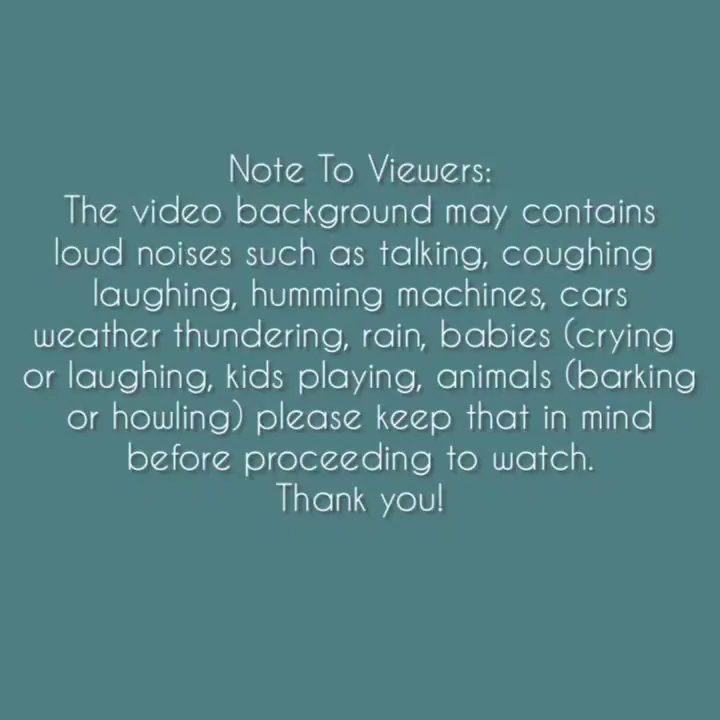 Note To Viewers:
The video background may contains
loud noises such as talking, coughing
laughing, humming machines, cars
weather thundering, rain, babies (crying
or laughing, kids playing, animals (barking
or howling) please keep that in mind
before proceeding to watch.
Thank you!